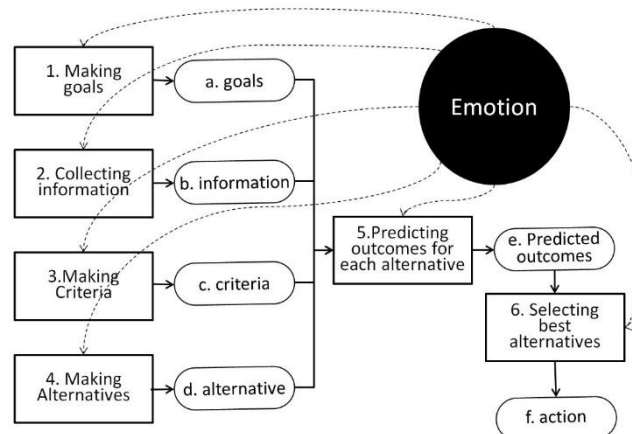 1. Making
goals
a. goals
Emotion
2. Collecting
information
b. information
5.Predicting
outcomes for
each alternative
e. Predicted
outcomes
3.Making
Criteria
c. criteria
6. Selecting
best
alternatives
4. Making
Alternatives
d. alternative
f. action